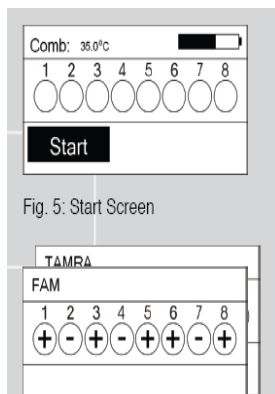 Comb: 35.0°C
1 2 3 4 5 6 7 8
Start
Fig. 5: Start Screen
TAMRA
FAM
1 2 3 4 5 6 7 8
+ - + - + + - +